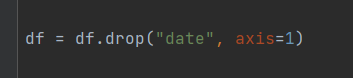 df = df.drop("date", axis=1)